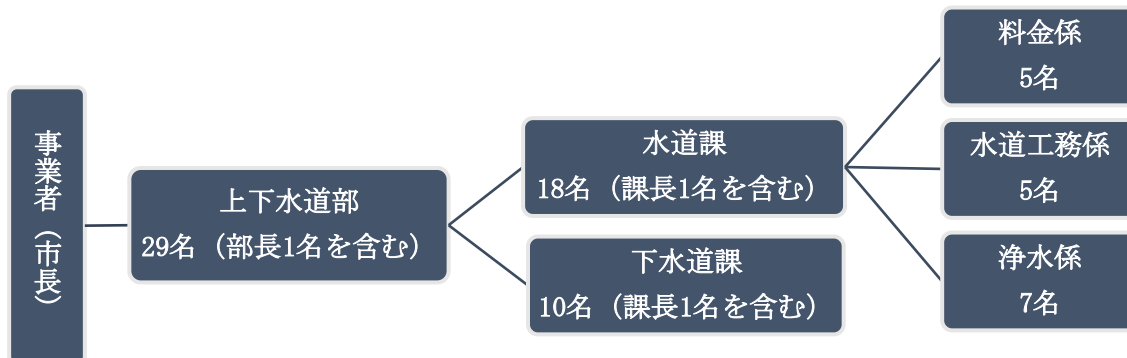 事業者（市長）
上下水道部
29名（部長1名を含む）
水道課
18名（課長1名を含む）
下水道課
10名（課長1名を含む）
料金係
5名
水道工務係
5名
浄水係
7名